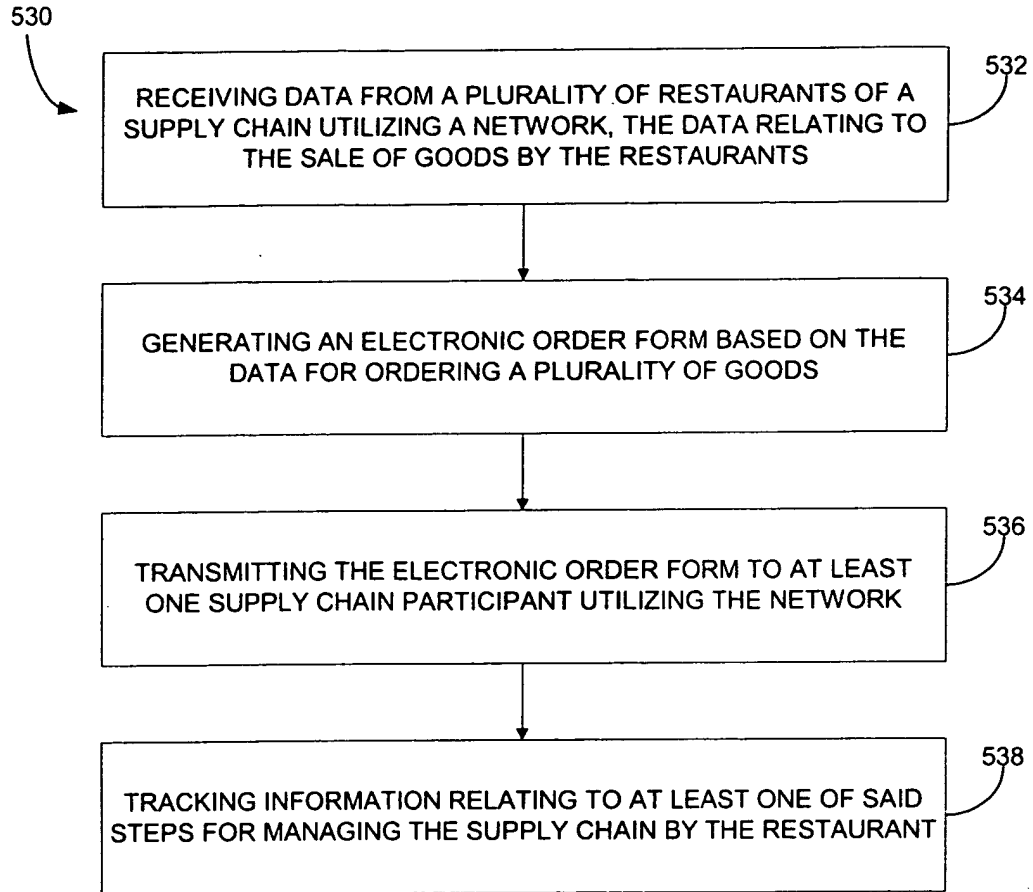 530
RECEIVING DATA FROM A PLURALITY OF RESTAURANTS OF A
SUPPLY CHAIN UTILIZING A NETWORK, THE DATA RELATING TO
THE SALE OF GOODS BY THE RESTAURANTS
532
GENERATING AN ELECTRONIC ORDER FORM BASED ON THE
DATA FOR ORDERING A PLURALITY OF GOODS
534
TRANSMITTING THE ELECTRONIC ORDER FORM TO AT LEAST
ONE SUPPLY CHAIN PARTICIPANT UTILIZING THE NETWORK
536
TRACKING INFORMATION RELATING TO AT LEAST ONE OF SAID
STEPS FOR MANAGING THE SUPPLY CHAIN BY THE RESTAURANT
538